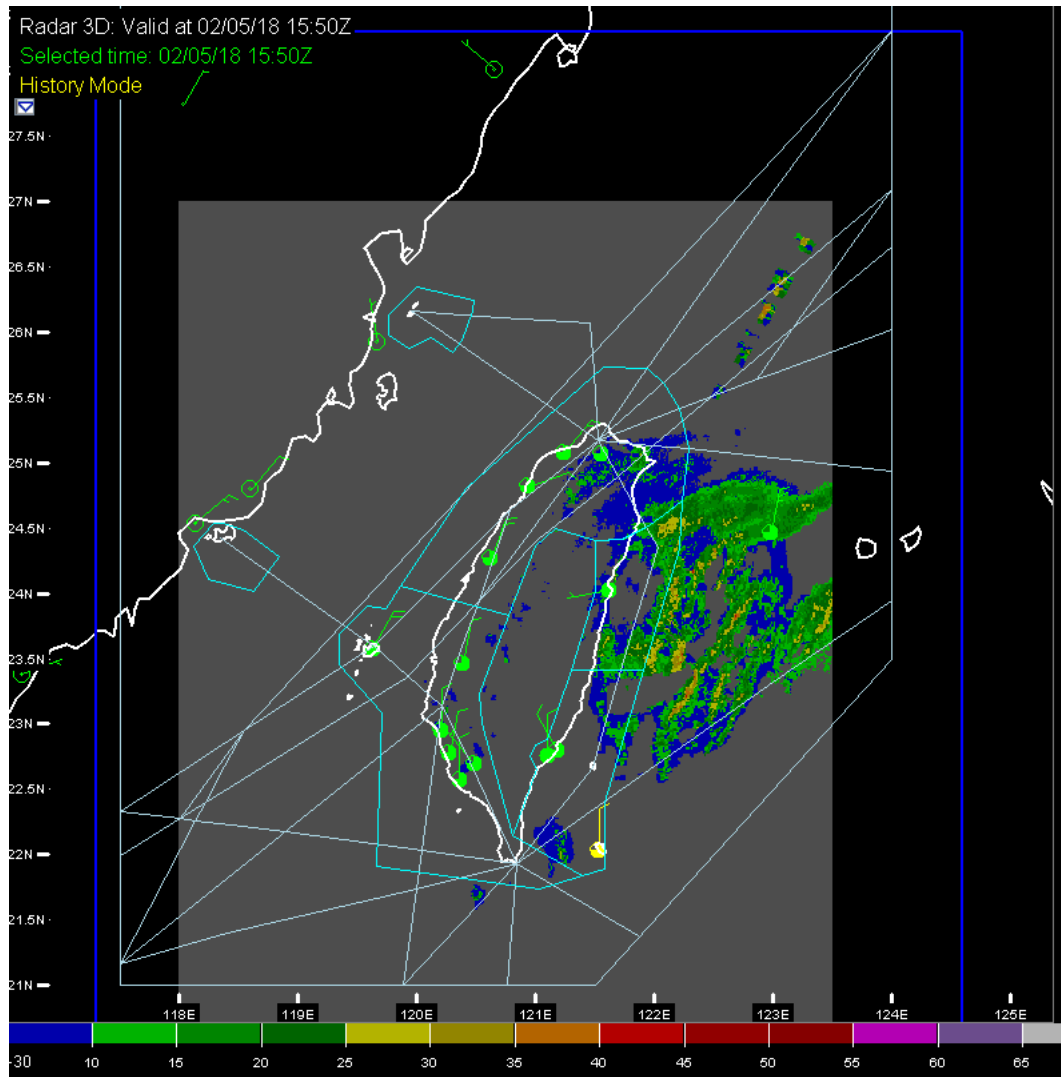 Radar 3D: Valid at 02/05/18 15:50Z
Selected time: 02/05/18 15:50Z
History Mode
27.5N
27N
26.5N
26N
25.5N
25N
24.5N
24N
23.5N
23N
22.5N
22N
21.5N
21N
118E 119E 120E 121E 122E 123E 124E 125E
-30 10 15 20 25 30 35 40 45 50 55 60 65